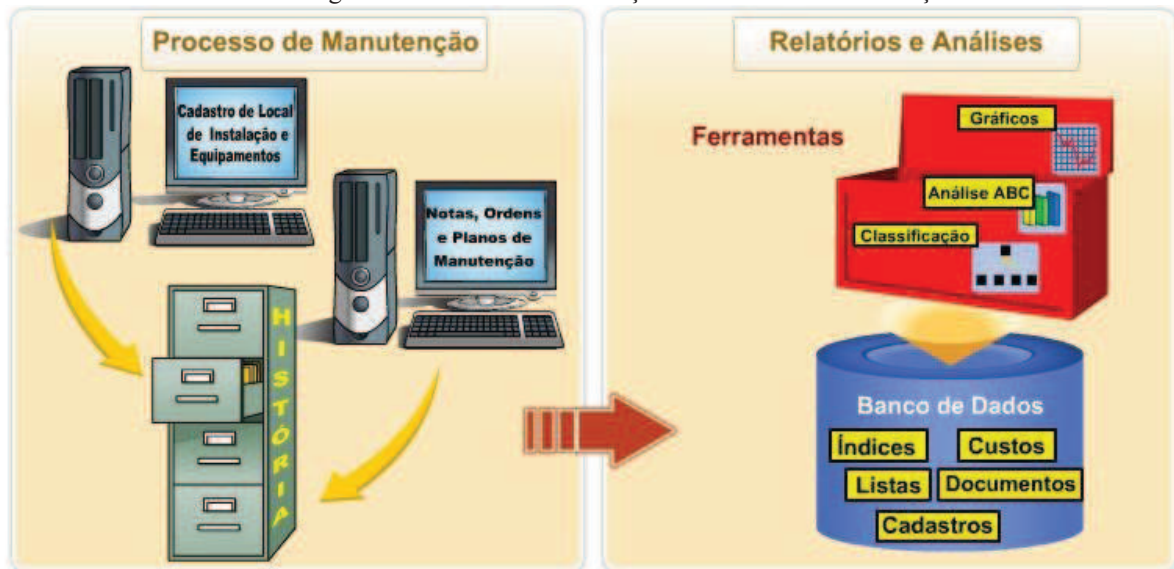 Processo de Manutenção
Cadastro de Local
de Instalação e
Equipamentos
Notas, Ordens
e Planos de
Manutenção
HISTÓRIA
Relatórios e Análises
Ferramentas
Gráficos
Análise ABC
Classificação
Banco de Dados
Índices
Custos
Listas
Documentos
Cadastros